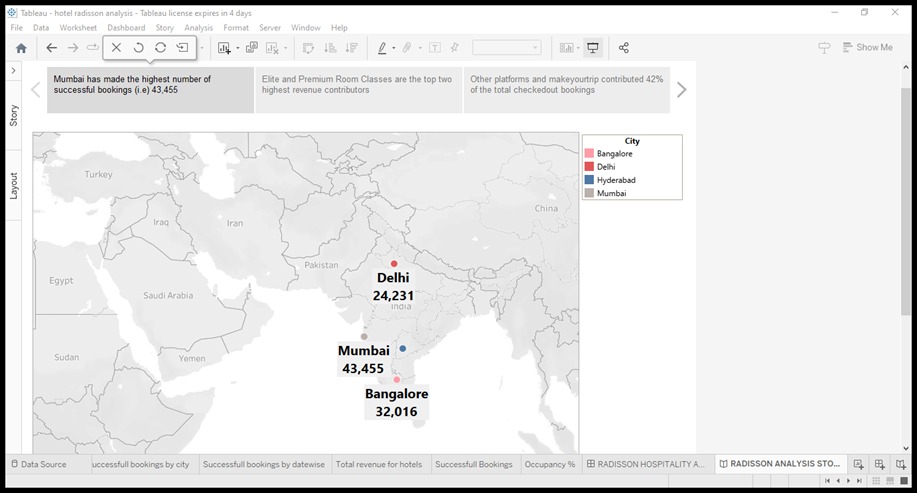 Tableau - hotel radisson analysis - Tableau license expires in 4 days
File Data Worksheet Dashboard Story Analysis Format Server Window Help
Show Me
Story
Layout
Mumbai has made the highest number of
successful bookings (i.e) 43,455
Elite and Premium Room Classes are the top two
highest revenue contributors
Other platforms and makeyourtrip contributed 42%
of the total checkedout bookings
City
Bangalore
Delhi
Hyderabad
Mumbai
Turkey
China
Iraq
Iran
Pakistan
Egypt
Delhi
24,231
Saudi Arabia
India
Sudan
Yemen
Mumbai
43,455
Bangalore
32,016
Data Source uccessfull bookings by city Successfull bookings by datewise Total revenue for hotels Successfull Bookings Occupancy % RADISSON HOSPITALITY A... RADISSON ANALYSIS STO...